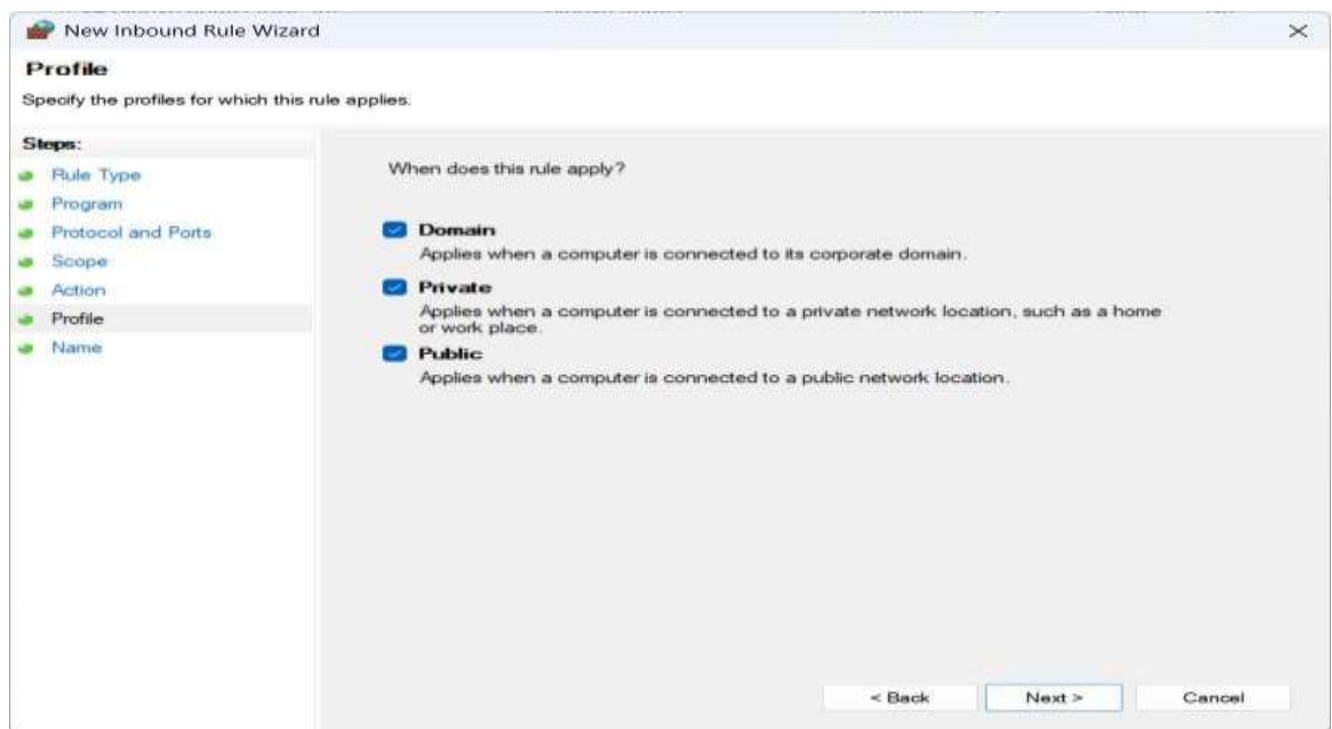 New Inbound Rule Wizard
Profile
Specify the profiles for which this rule applies.
Steps:
Rule Type
Program
Protocol and Ports
Scope
Action
Profile
Name
When does this rule apply?
Domain
Applies when a computer is connected to its corporate domain.
Private
Applies when a computer is connected to a private network location, such as a home
or work place.
Public
Applies when a computer is connected to a public network location.
< Back
Next >
Cancel